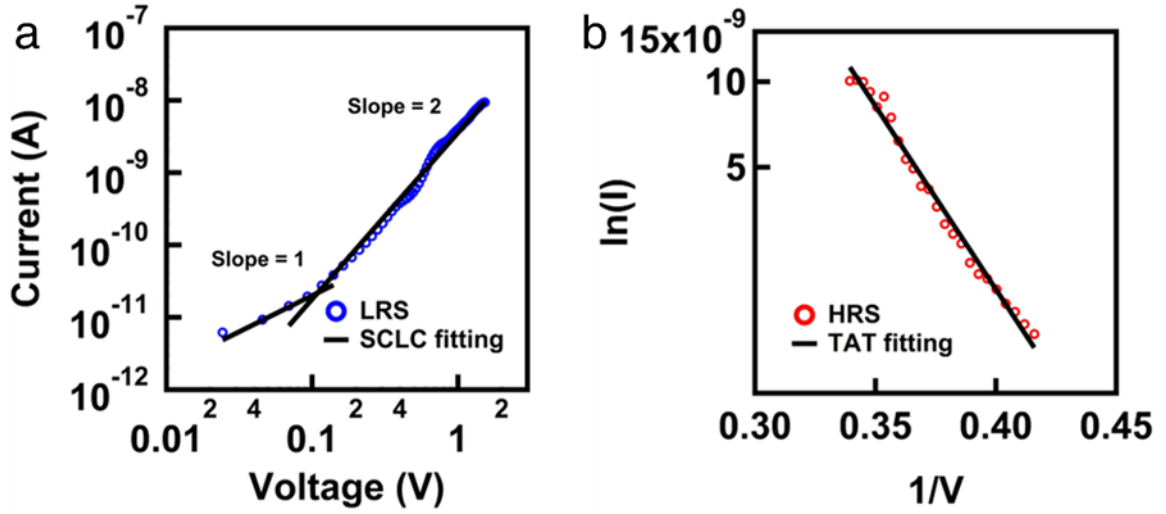 a
10-7
10-8
10-9
10-10
10-11
10-12
Current (A)
Slope = 2
Slope = 1
LRS
SCLC fitting
2 4 2 4 2
0.01 0.1 1
Voltage (V)
b
15x10-9
10
5
ln(I)
HRS
TAT fitting
0.30 0.35 0.40 0.45
1/V